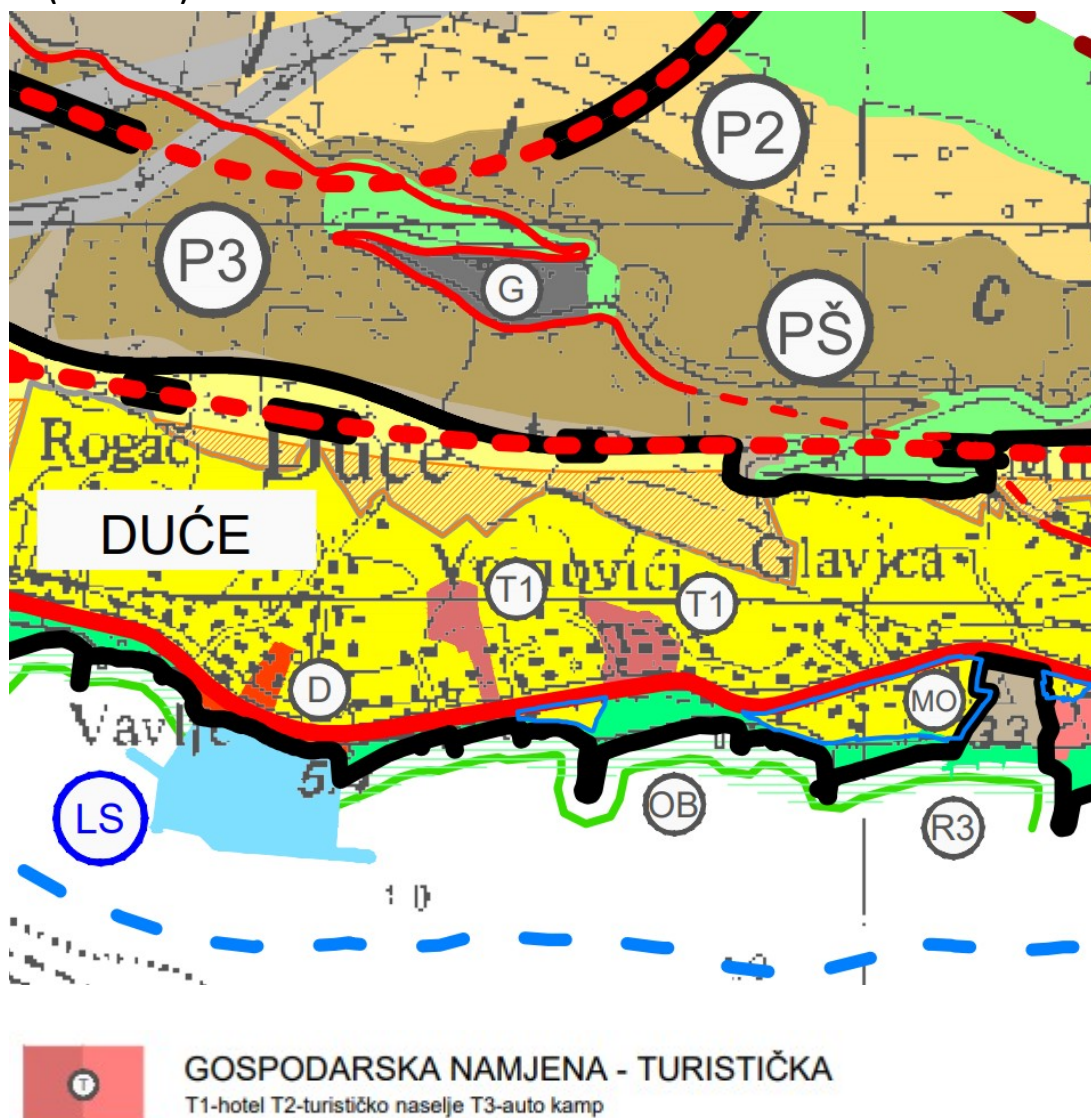 P2
P3
G
PŠ
Rogač
Duće
DUĆE
Glavica
T1
T1
D
MO
33
LS
OB
R3
T
GOSPODARSKA NAMJENA - TURISTIČKA
T1-hotel T2-turističko naselje T3-auto kamp